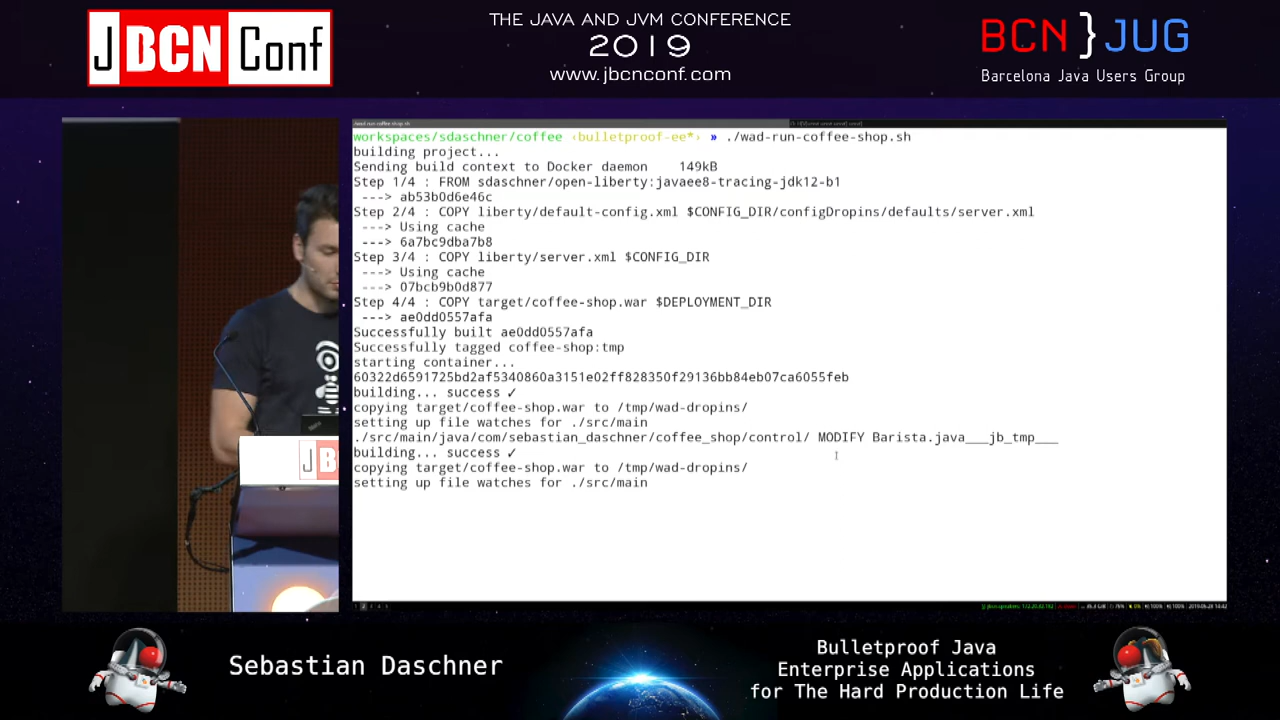 JBCNConf
THE JAVA AND JVM CONFERENCE
2019
www.jbcnconf.com
BCN}JUG
Barcelona Java Users Group
workspaces/sdaschner/coffee ‹bulletproof-ee*› » ./wad-run-coffee-shop.sh
building project...
Sending build context to Docker daemon    149kB
Step 1/4 : FROM sdaschner/open-liberty:javaee8-tracing-jdk12-b1
---> ab53b0d6e46c
Step 2/4 : COPY liberty/default-config.xml $CONFIG_DIR/configDropins/defaults/server.xml
---> Using cache
---> 6a7bc9dba7b8
Step 3/4 : COPY liberty/server.xml $CONFIG_DIR
---> Using cache
---> 07bcb9b0d877
Step 4/4 : COPY target/coffee-shop.war $DEPLOYMENT_DIR
---> ae0dd0557afa
Successfully built ae0dd0557afa
Successfully tagged coffee-shop:tmp
starting container...
60322d6591725bd2af5340860a3151e02ff828350f29136bb84eb07ca6055feb
building... success ✓
copying target/coffee-shop.war to /tmp/wad-dropins/
setting up file watches for ./src/main
./src/main/java/com/sebastian_daschner/coffee_shop/control/ MODIFY Barista.java___jb_tmp___
building... success ✓
copying target/coffee-shop.war to /tmp/wad-dropins/
setting up file watches for ./src/main
JB
Sebastian Daschner
Bulletproof Java
Enterprise Applications
for The Hard Production Life